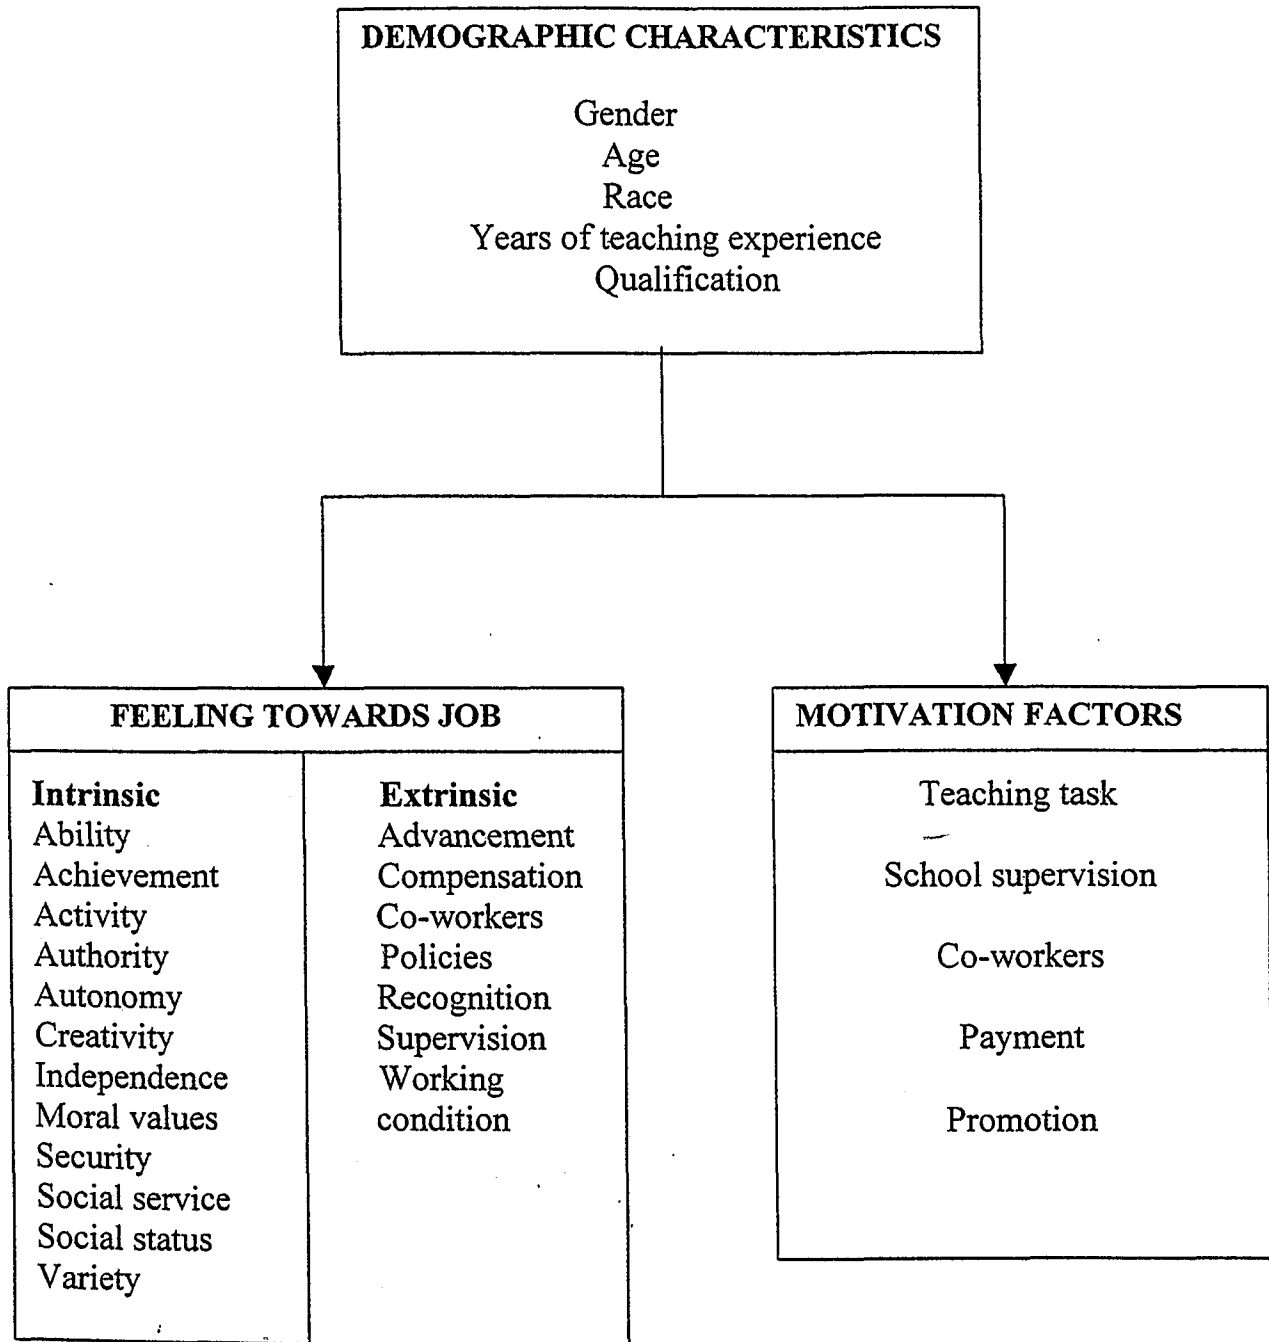 DEMOGRAPHIC CHARACTERISTICS
Gender
Age
Race
Years of teaching experience
Qualification
FEELING TOWARDS JOB
Intrinsic
Ability
Achievement
Activity
Authority
Autonomy
Creativity
Independence
Moral values
Security
Social service
Social status
Variety
Extrinsic
Advancement
Compensation
Co-workers
Policies
Recognition
Supervision
Working
condition
MOTIVATION FACTORS
Teaching task
School supervision
Co-workers
Payment
Promotion